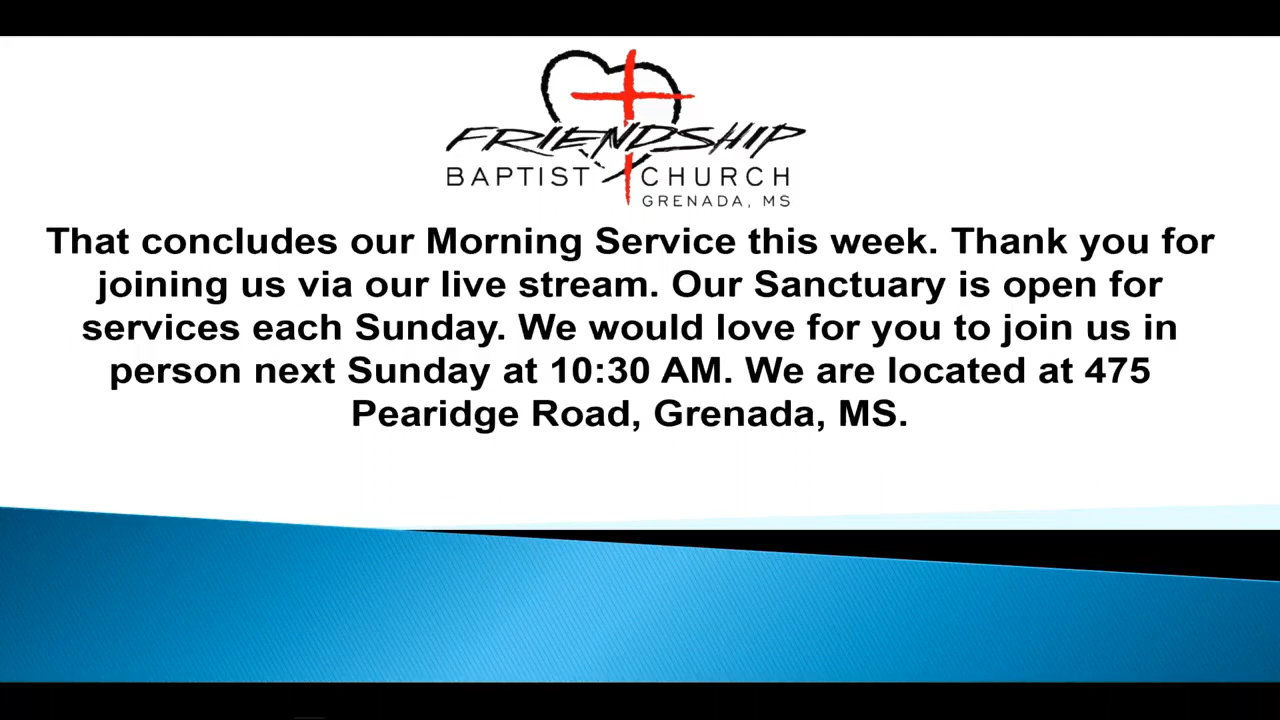 FRIENDSHIP
BAPTIST CHURCH
GRENADA, MS
That concludes our Morning Service this week. Thank you for
joining us via our live stream. Our Sanctuary is open for
services each Sunday. We would love for you to join us in
person next Sunday at 10:30 AM. We are located at 475
Pearidge Road, Grenada, MS.